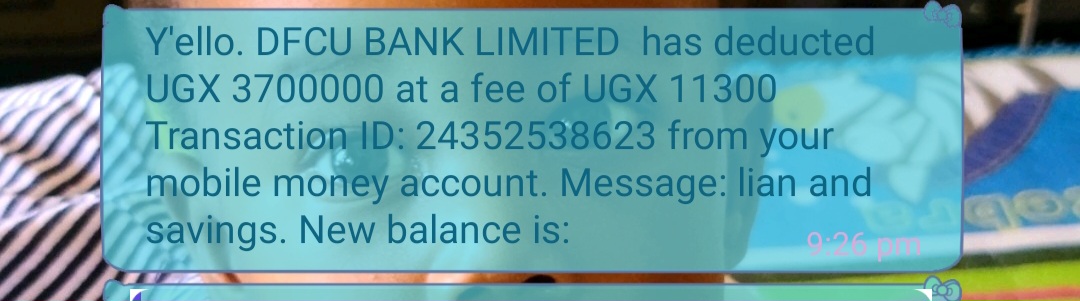 Y'ello. DFCU BANK LIMITED  has deducted
UGX 3700000 at a fee of UGX 11300
Transaction ID: 24352538623 from your
mobile money account. Message: lian and
savings. New balance is:
9:26 pm